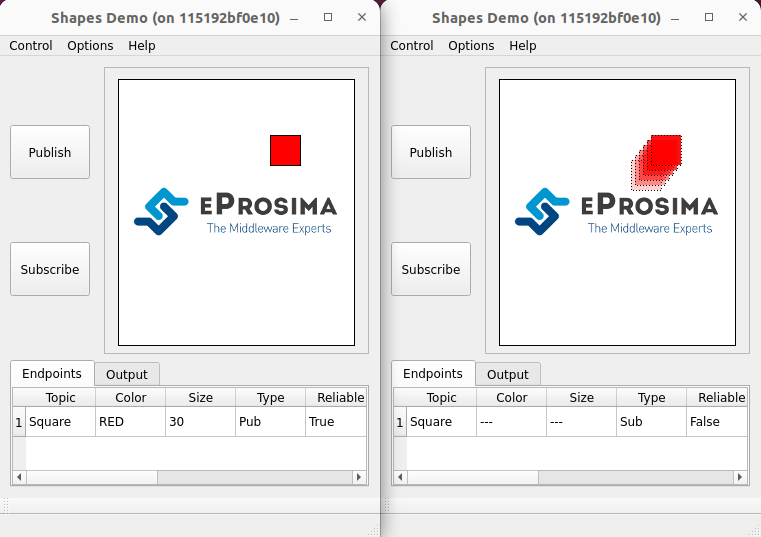 Shapes Demo (on 115192bf0e10)
Control Options Help
Publish
Subscribe
EPROSIMA
The Middleware Experts
Endpoints Output
Topic Color Size Type Reliable
1 Square RED 30 Pub True
Shapes Demo (on 115192bf0e10)
Control Options Help
Publish
Subscribe
EPROSIMA
The Middleware Experts
Endpoints Output
Topic Color Size Type Reliable
1 Square --- --- Sub False